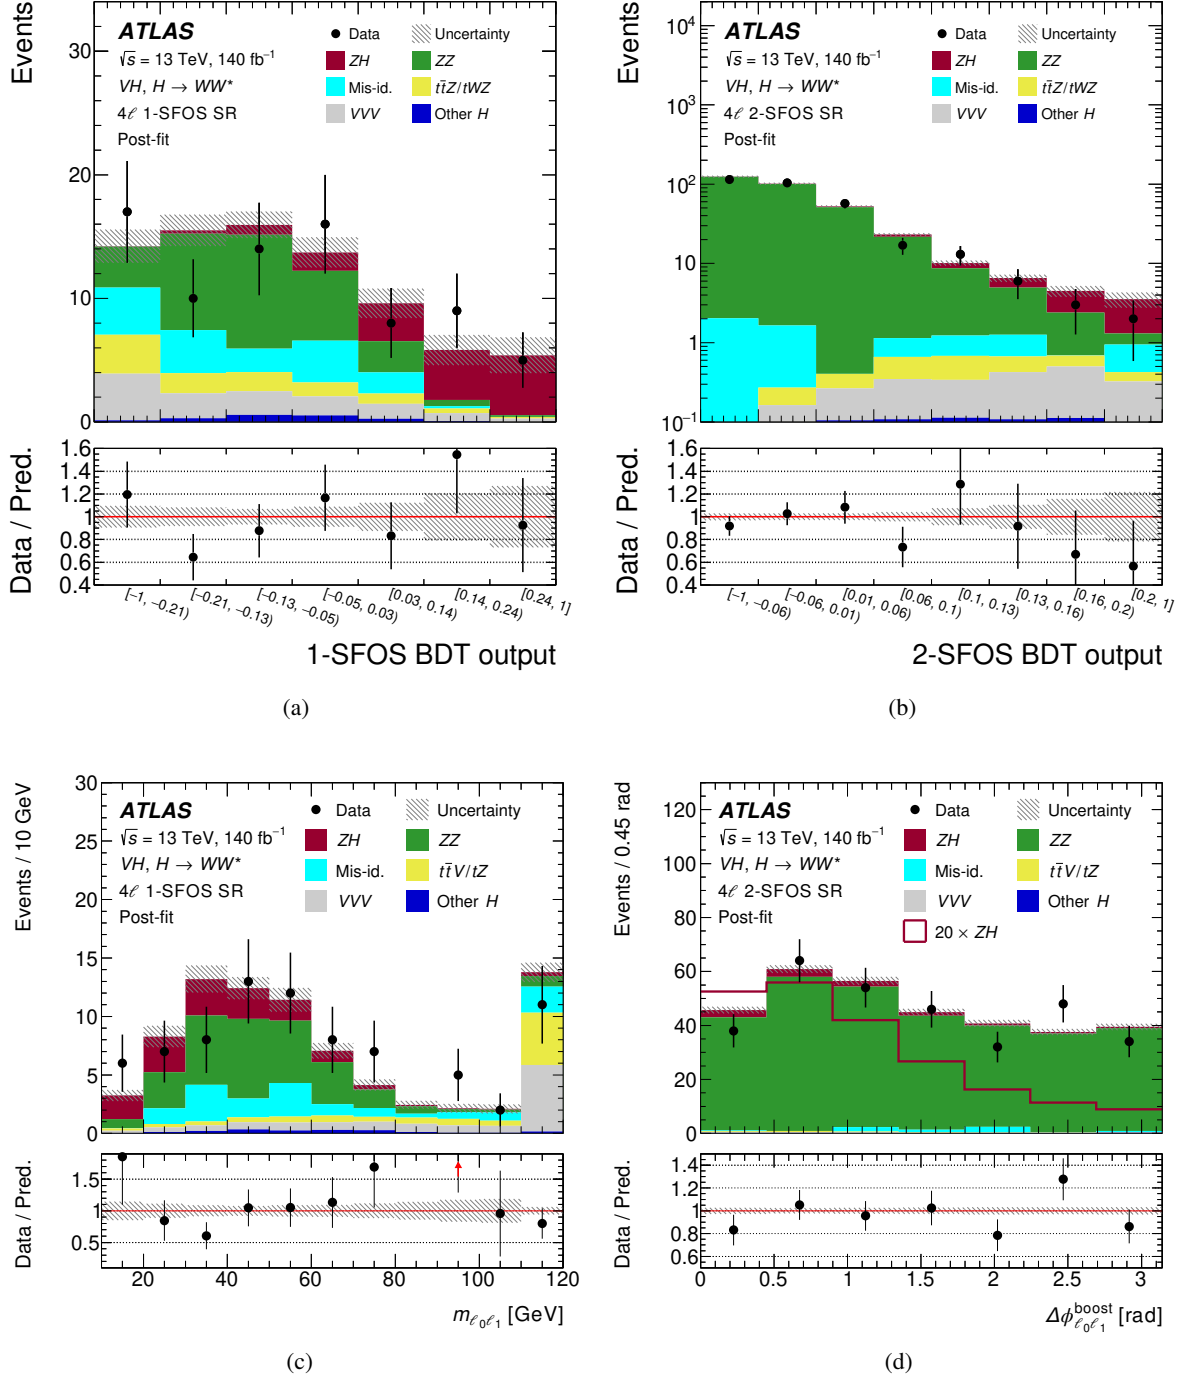 Events
ATLAS
√s = 13 TeV, 140 fb⁻¹
VH, H → WW*
4ℓ 1-SFOS SR
Post-fit
Data
Uncertainty
ZH
ZZ
Mis-id.
tt̄Z/tWZ
VVV
Other H
30
20
10
0
Data / Pred.
1.6
1.4
1.2
1
0.8
0.6
0.4
[−1, −0.21)
[−0.21, −0.13)
[−0.13, −0.05)
[−0.05, 0.03)
[0.03, 0.14)
[0.14, 0.24)
[0.24, 1]
1-SFOS BDT output
(a)
Events
ATLAS
√s = 13 TeV, 140 fb⁻¹
VH, H → WW*
4ℓ 2-SFOS SR
Post-fit
Data
Uncertainty
ZH
ZZ
Mis-id.
tt̄Z/tWZ
VVV
Other H
10⁴
10³
10²
10
1
10⁻¹
Data / Pred.
1.6
1.4
1.2
1
0.8
0.6
0.4
[−1, −0.06)
[−0.06, 0.01)
[0.01, 0.06)
[0.06, 0.1)
[0.1, 0.13)
[0.13, 0.16)
[0.16, 0.2)
[0.2, 1]
2-SFOS BDT output
(b)
Events / 10 GeV
ATLAS
√s = 13 TeV, 140 fb⁻¹
VH, H → WW*
4ℓ 1-SFOS SR
Post-fit
Data
Uncertainty
ZH
ZZ
Mis-id.
tt̄V/tZ
VVV
Other H
30
25
20
15
10
5
0
Data / Pred.
1.5
1
0.5
20 40 60 80 100 120
m_ℓ₀ℓ₁ [GeV]
(c)
Events / 0.45 rad
ATLAS
√s = 13 TeV, 140 fb⁻¹
VH, H → WW*
4ℓ 2-SFOS SR
Post-fit
Data
Uncertainty
ZH
ZZ
Mis-id.
tt̄V/tZ
VVV
Other H
20 × ZH
120
100
80
60
40
20
0
Data / Pred.
1.4
1.2
1
0.8
0.6
0 0.5 1 1.5 2 2.5 3
Δϕ^boost_ℓ₀ℓ₁ [rad]
(d)